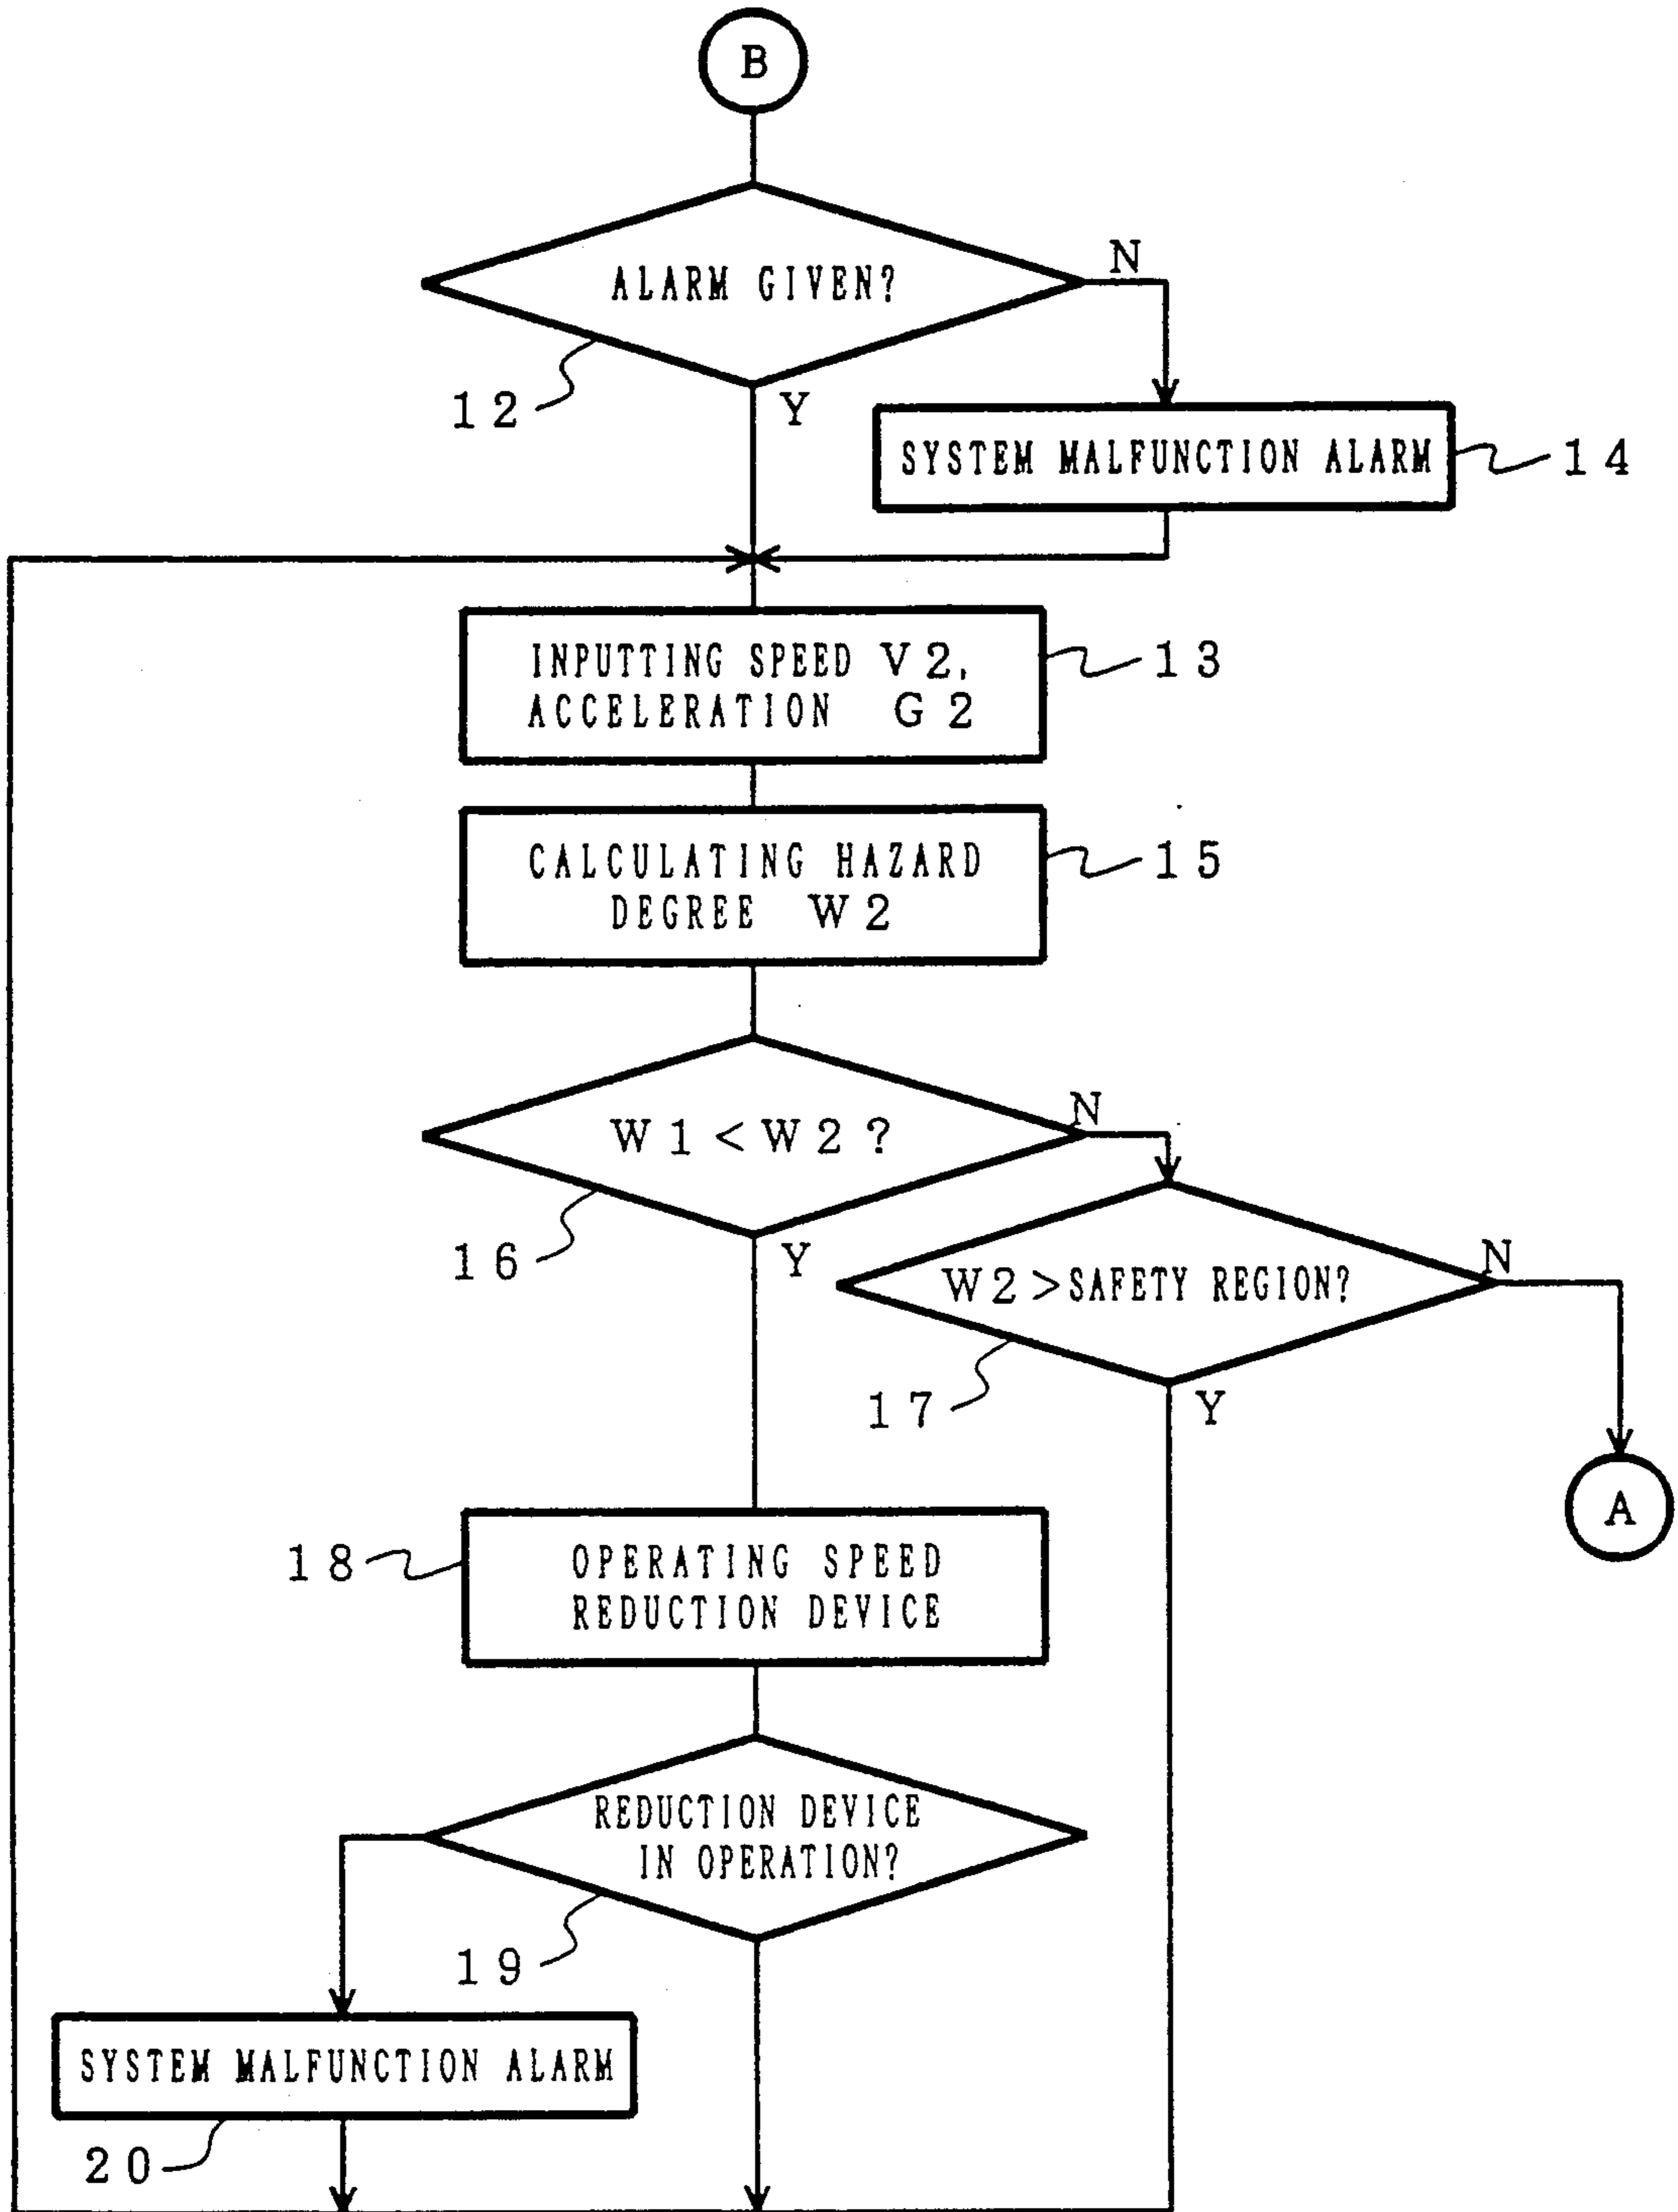 B
ALARM GIVEN?
N
12
Y
SYSTEM MALFUNCTION ALARM
14
INPUTTING SPEED V2,
ACCELERATION G2
13
CALCULATING HAZARD
DEGREE W2
15
W1<W2?
N
16
Y
W2>SAFETY REGION?
N
17
Y
A
18
OPERATING SPEED
REDUCTION DEVICE
REDUCTION DEVICE
IN OPERATION?
19
SYSTEM MALFUNCTION ALARM
20